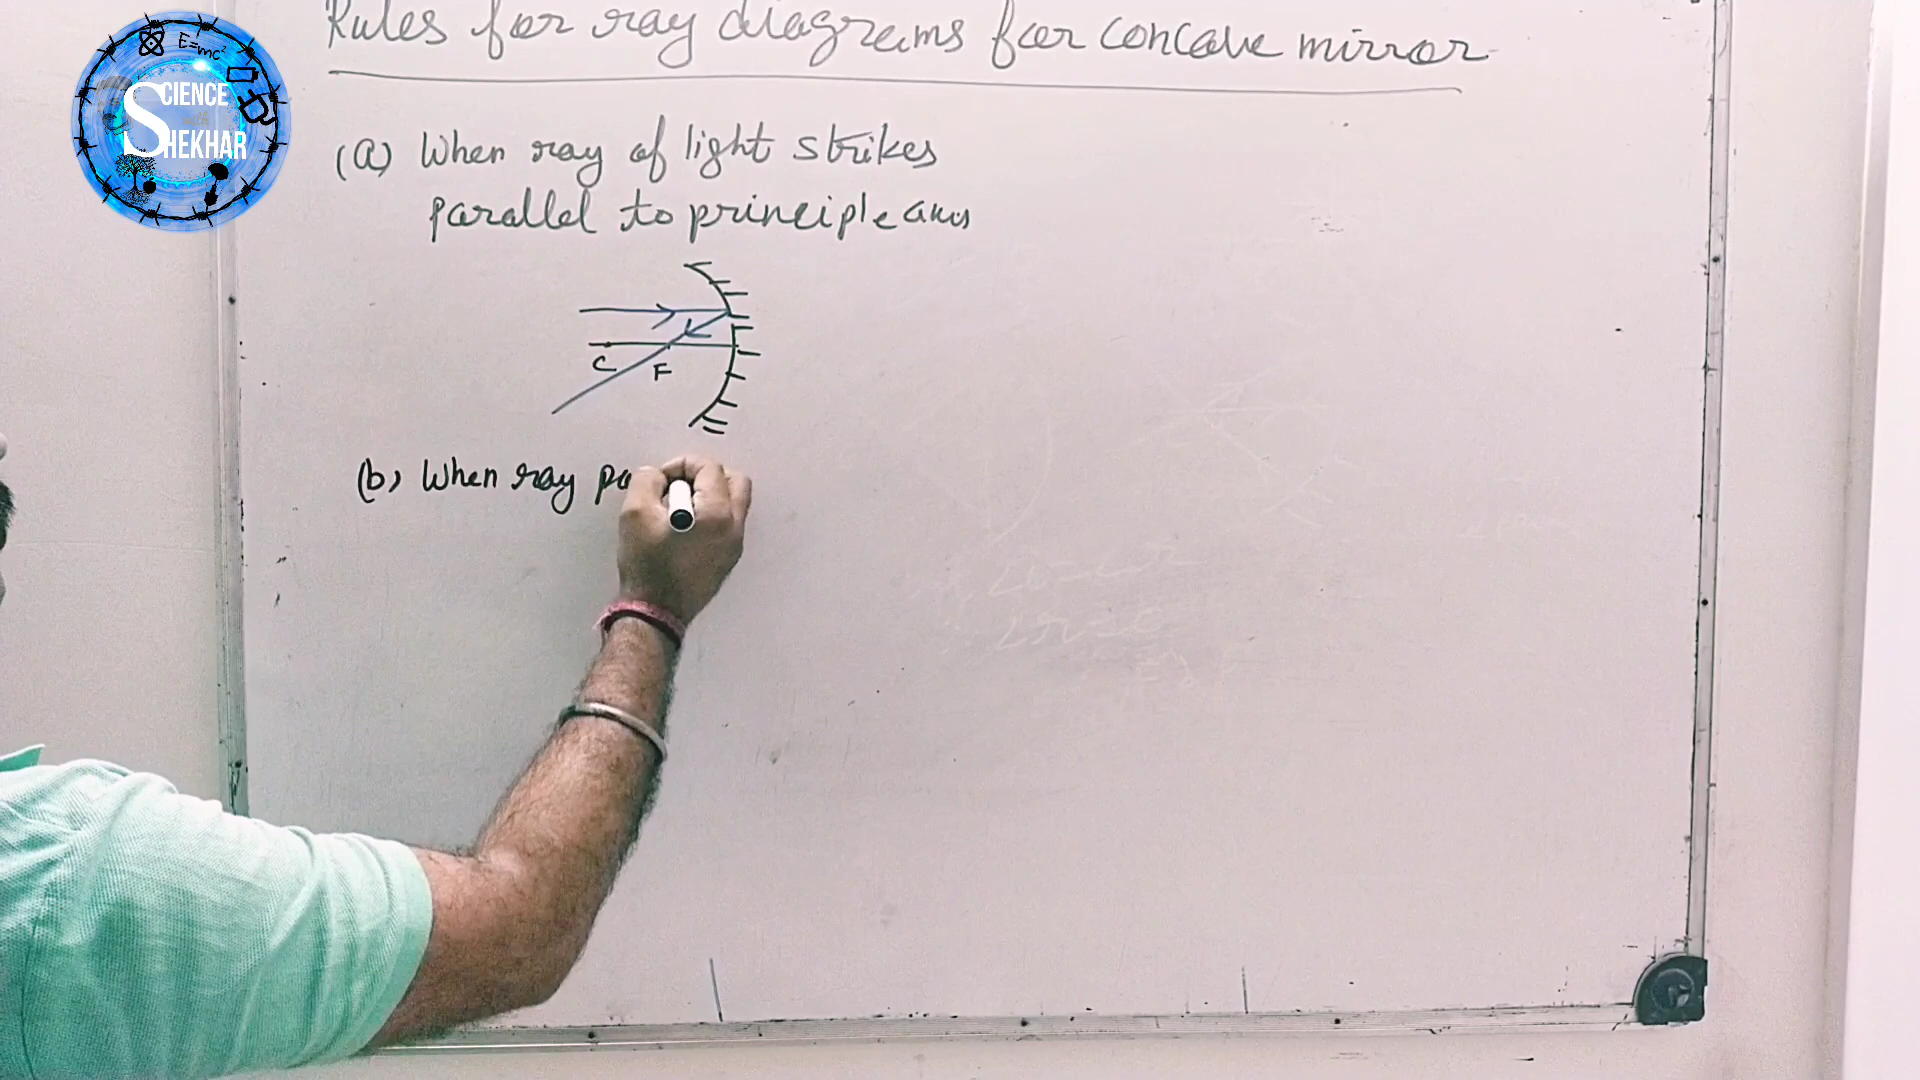 E=mc²
SCIENCE
with
SHEKHAR
Rules for ray diagrams for concave mirror
(a) When ray of light strikes
parallel to principle axis
C
F
(b) When ray pa